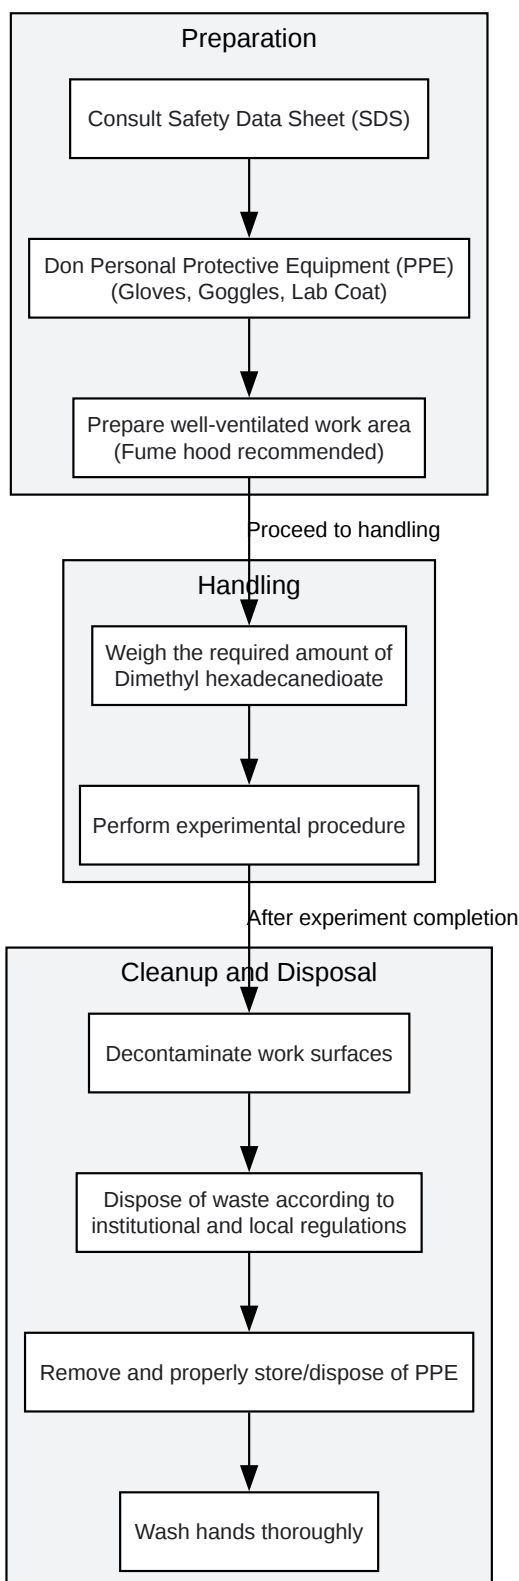 Preparation
Consult Safety Data Sheet (SDS)
Don Personal Protective Equipment (PPE)
(Gloves, Goggles, Lab Coat)
Prepare well-ventilated work area
(Fume hood recommended)
Proceed to handling
Handling
Weigh the required amount of
Dimethyl hexadecanedioate
Perform experimental procedure
After experiment completion
Cleanup and Disposal
Decontaminate work surfaces
Dispose of waste according to
institutional and local regulations
Remove and properly store/dispose of PPE
Wash hands thoroughly